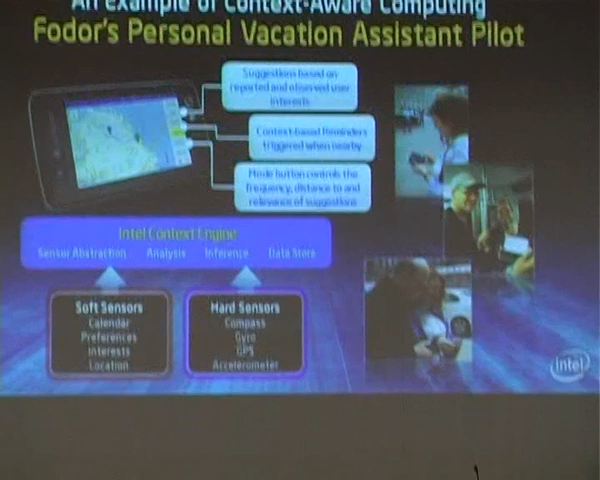 An Example of Context-Aware Computing
Fodor's Personal Vacation Assistant Pilot
Suggestions based on
reported and observed user
interests
Context-based Reminders
triggered when nearby
Mode button controls the
frequency, distance to and
relevance of suggestions
Intel Context Engine
Sensor Abstraction Analysis Inference Data Store
Soft Sensors
Calendar
Preferences
Interests
Location
Hard Sensors
Compass
Gyro
GPS
Accelerometer
intel